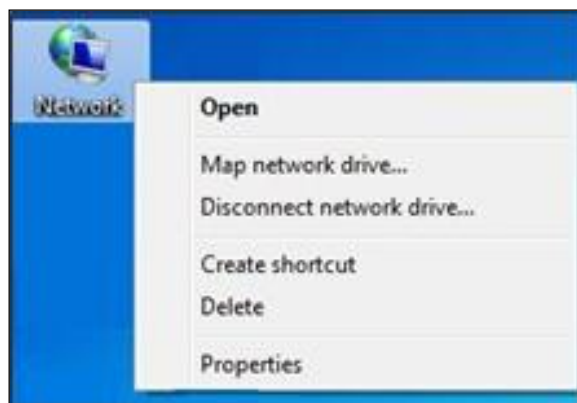 Network
Open
Map network drive...
Disconnect network drive...
Create shortcut
Delete
Properties